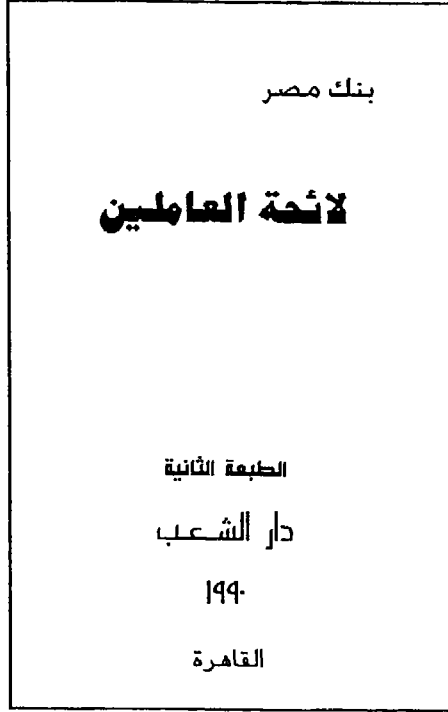 بنك مصر
لائحة العاملين
الطبعة الثانية
دار الشعب
١٩٩٠
القاهرة